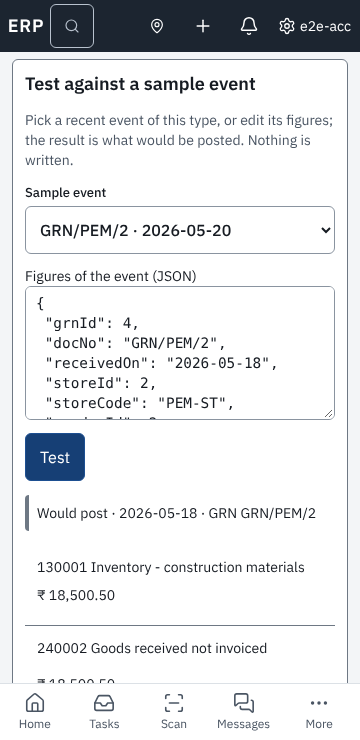 ERP
e2e-acc
Test against a sample event
Pick a recent event of this type, or edit its figures;
the result is what would be posted. Nothing is
written.
Sample event
GRN/PEM/2 · 2026-05-20
Figures of the event (JSON)
{
"grnId": 4,
"docNo": "GRN/PEM/2",
"receivedOn": "2026-05-18",
"storeId": 2,
"storeCode": "PEM-ST",
Test
Would post · 2026-05-18 · GRN GRN/PEM/2
130001 Inventory - construction materials
₹ 18,500.50
240002 Goods received not invoiced
Home
Tasks
Scan
Messages
More